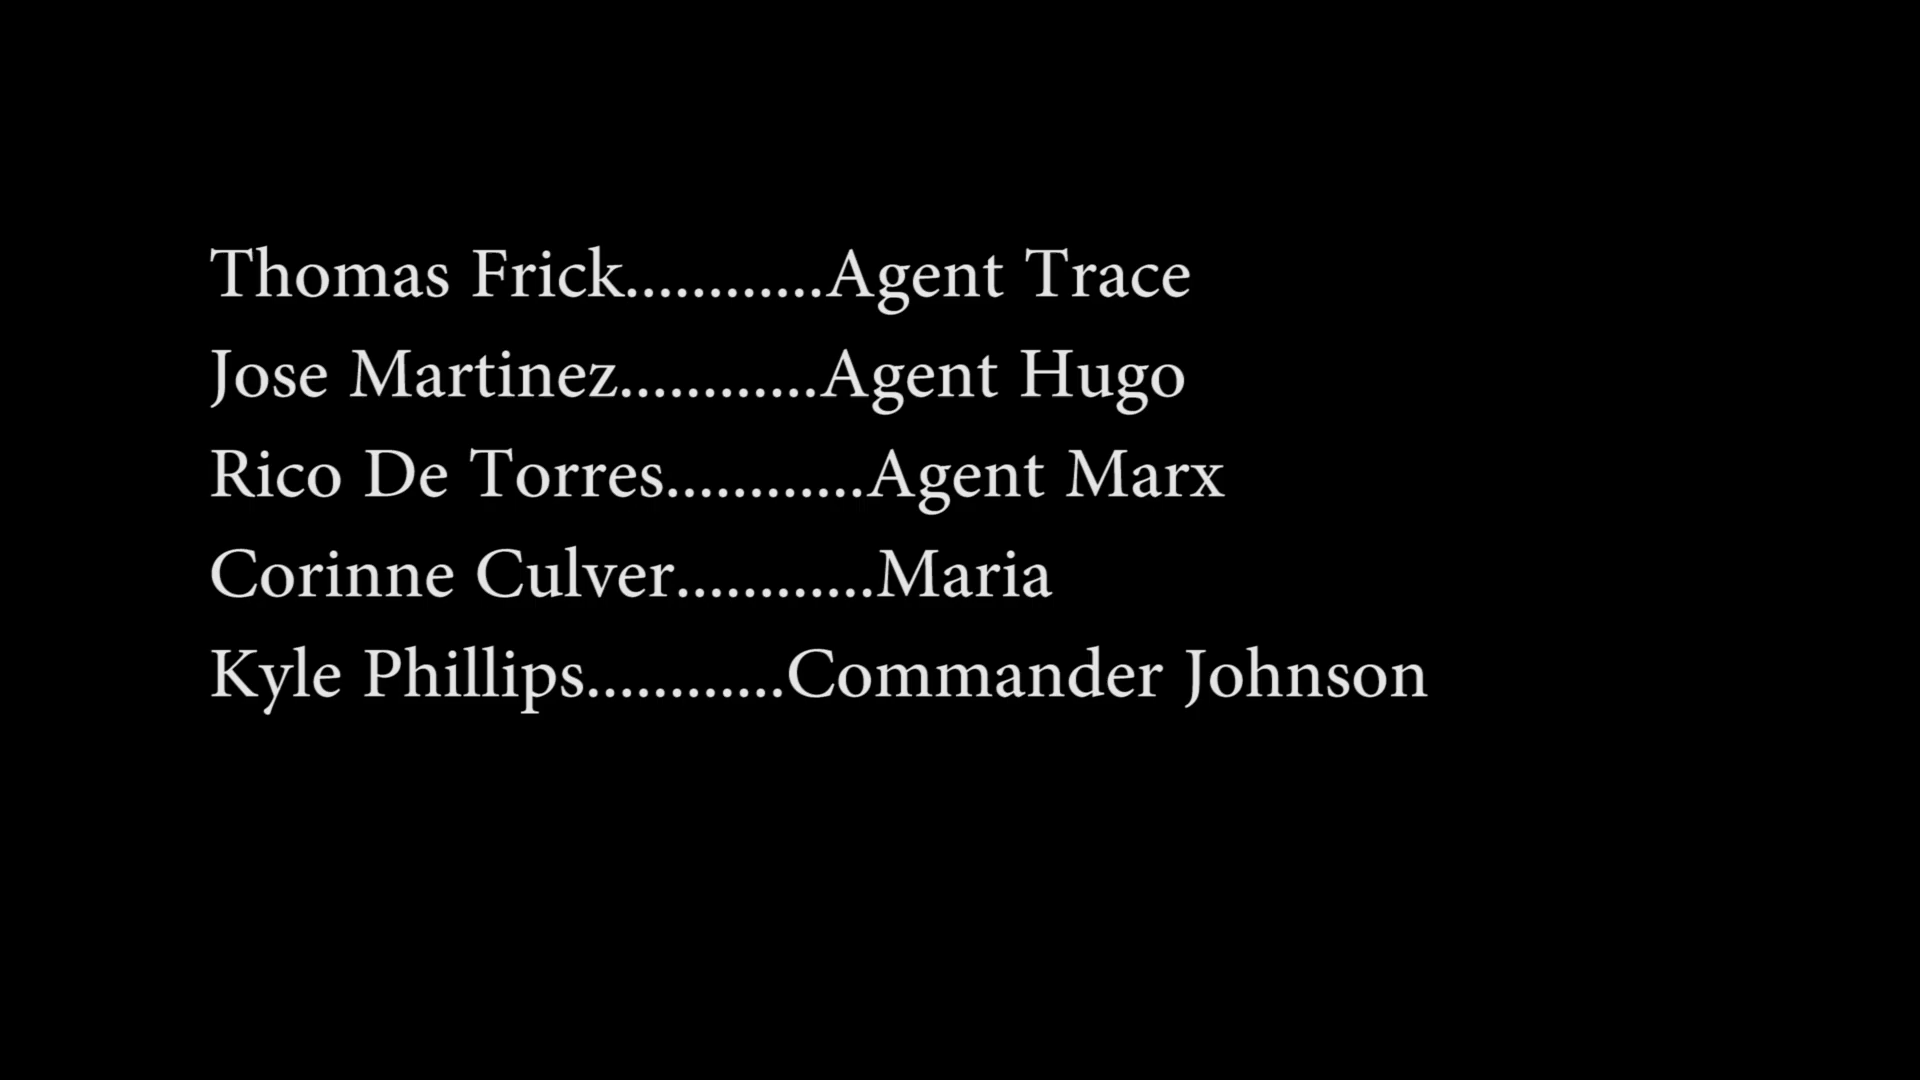 Thomas Frick............Agent Trace
Jose Martinez............Agent Hugo
Rico De Torres............Agent Marx
Corinne Culver............Maria
Kyle Phillips............Commander Johnson